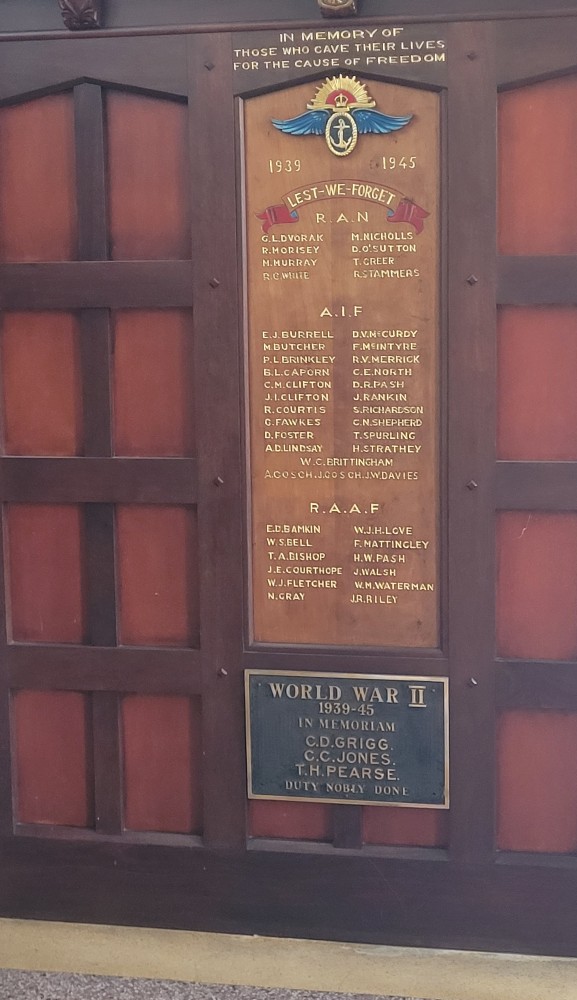 IN MEMORY OF
THOSE WHO GAVE THEIR LIVES
FOR THE CAUSE OF FREEDOM
1939 1945
LEST-WE-FORGET
R.A.N
G.L.DVORAK M.NICHOLLS
R.MORISEY D.O'SUTTON
M.MURRAY T.GREER
R.C.WHITE R.STAMMERS
A.I.F
E.J.BURRELL D.V.McCURDY
M.BUTCHER F.McINTYRE
P.L.BRINKLEY R.V.MERRICK
B.L.CAPORN C.E.NORTH
C.M.CLIFTON D.R.PASH
J.I.CLIFTON J.RANKIN
R.COURTIS S.RICHARDSON
G.FAWKES G.N.SHEPHERD
D.FOSTER T.SPURLING
A.D.LINDSAY H.STRATHEY
W.C.BRITTINGHAM
A.GOSCH.J.GOSCH.J.W.DAVIES
R.A.A.F
E.D.BAMKIN W.J.H.LOVE
W.S.BELL F.MATTINGLEY
T.A.BISHOP H.W.PASH
J.E.COURTHOPE J.WALSH
W.J.FLETCHER W.M.WATERMAN
N.GRAY J.R.RILEY
WORLD WAR II
1939-45
IN MEMORIAM
C.D.GRIGG.
C.C.JONES.
T.H.PEARSE.
DUTY NOBLY DONE